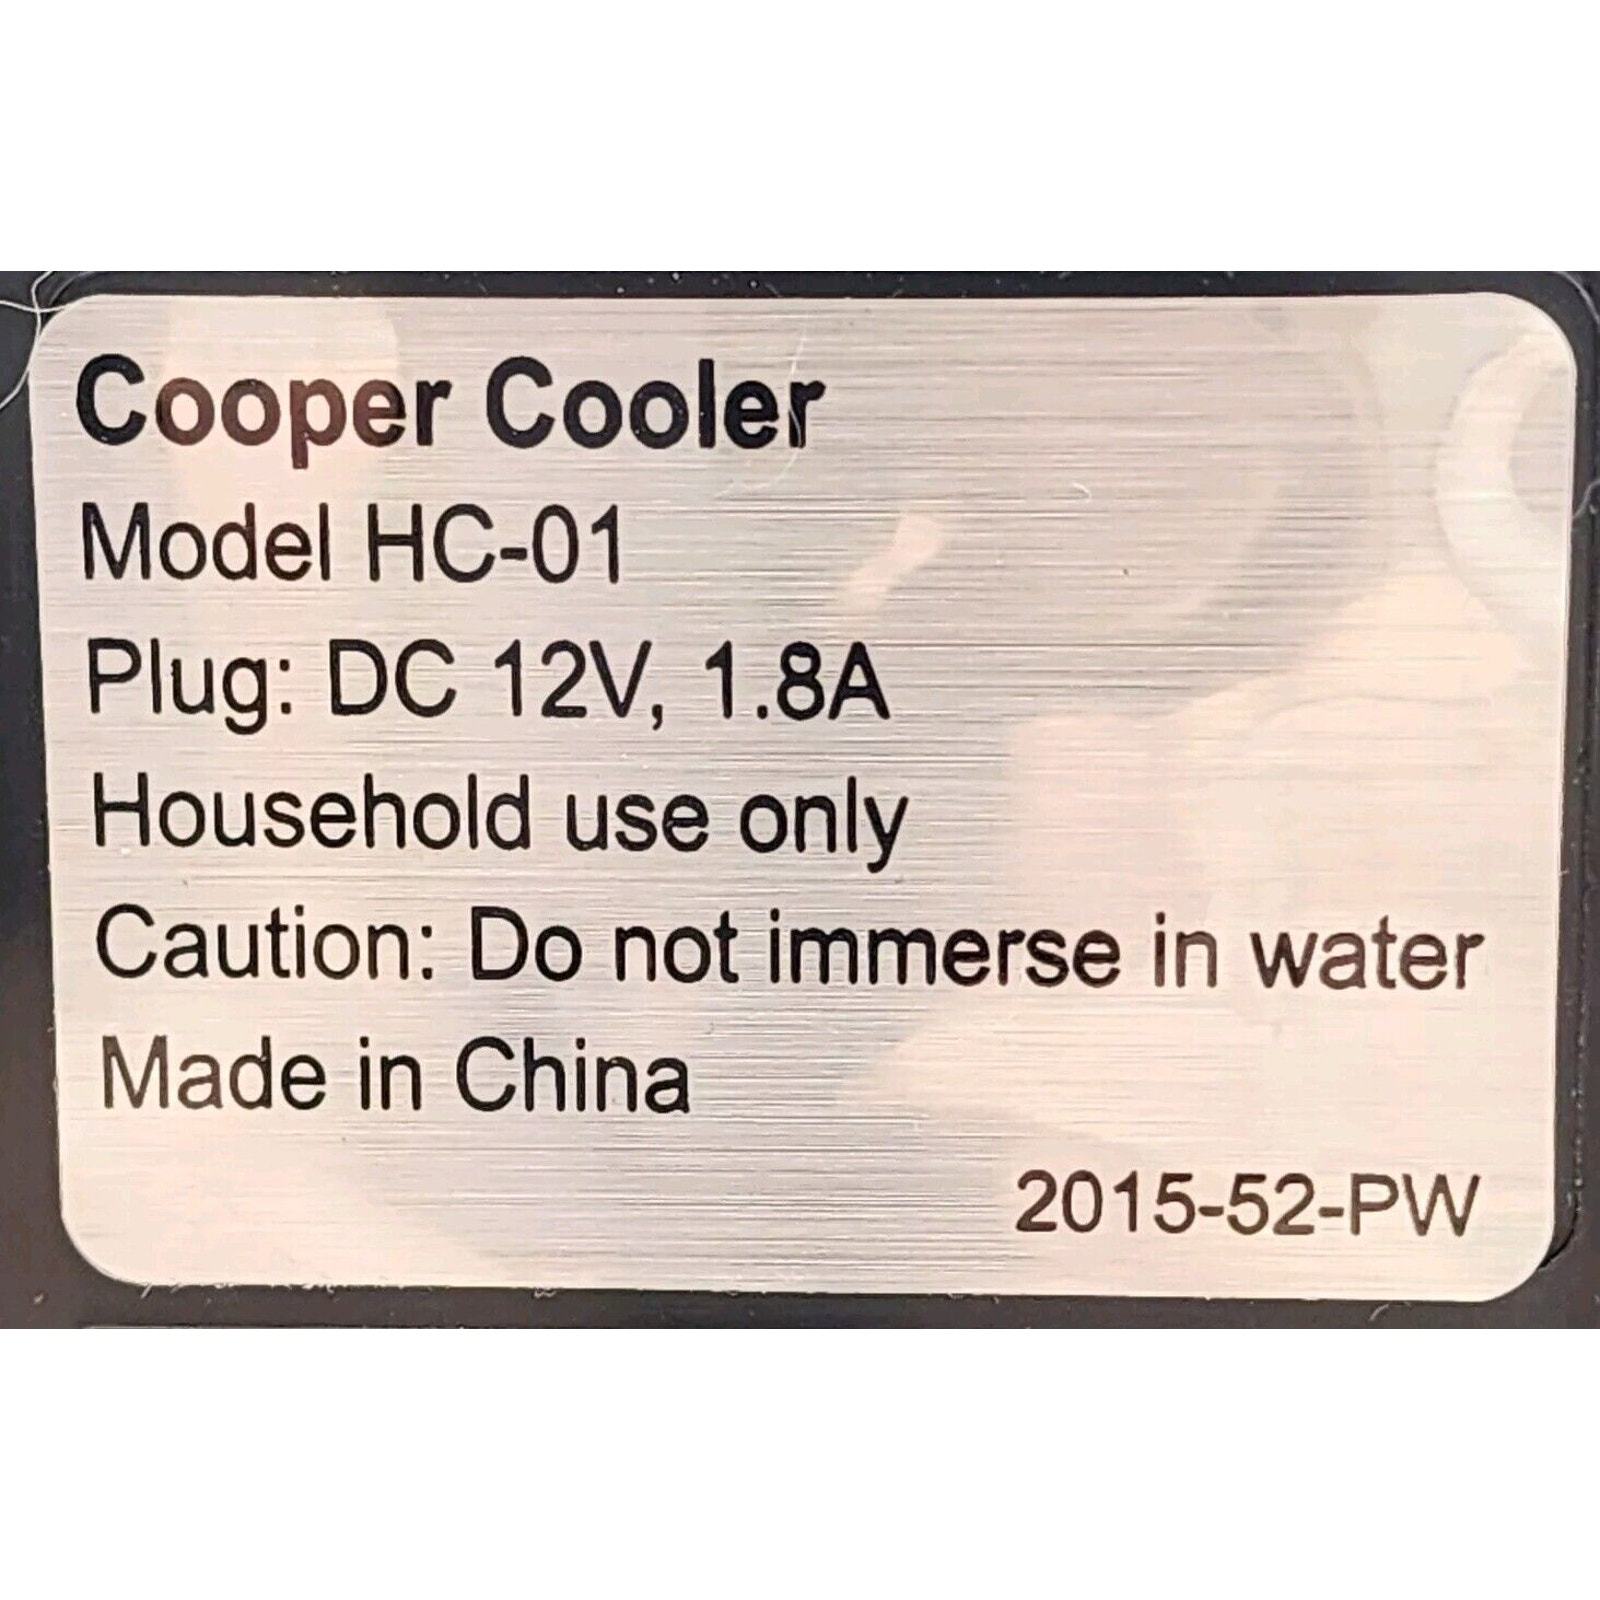 Cooper Cooler
Model HC-01
Plug: DC 12V, 1.8A
Household use only
Caution: Do not immerse in water
Made in China
2015-52-PW